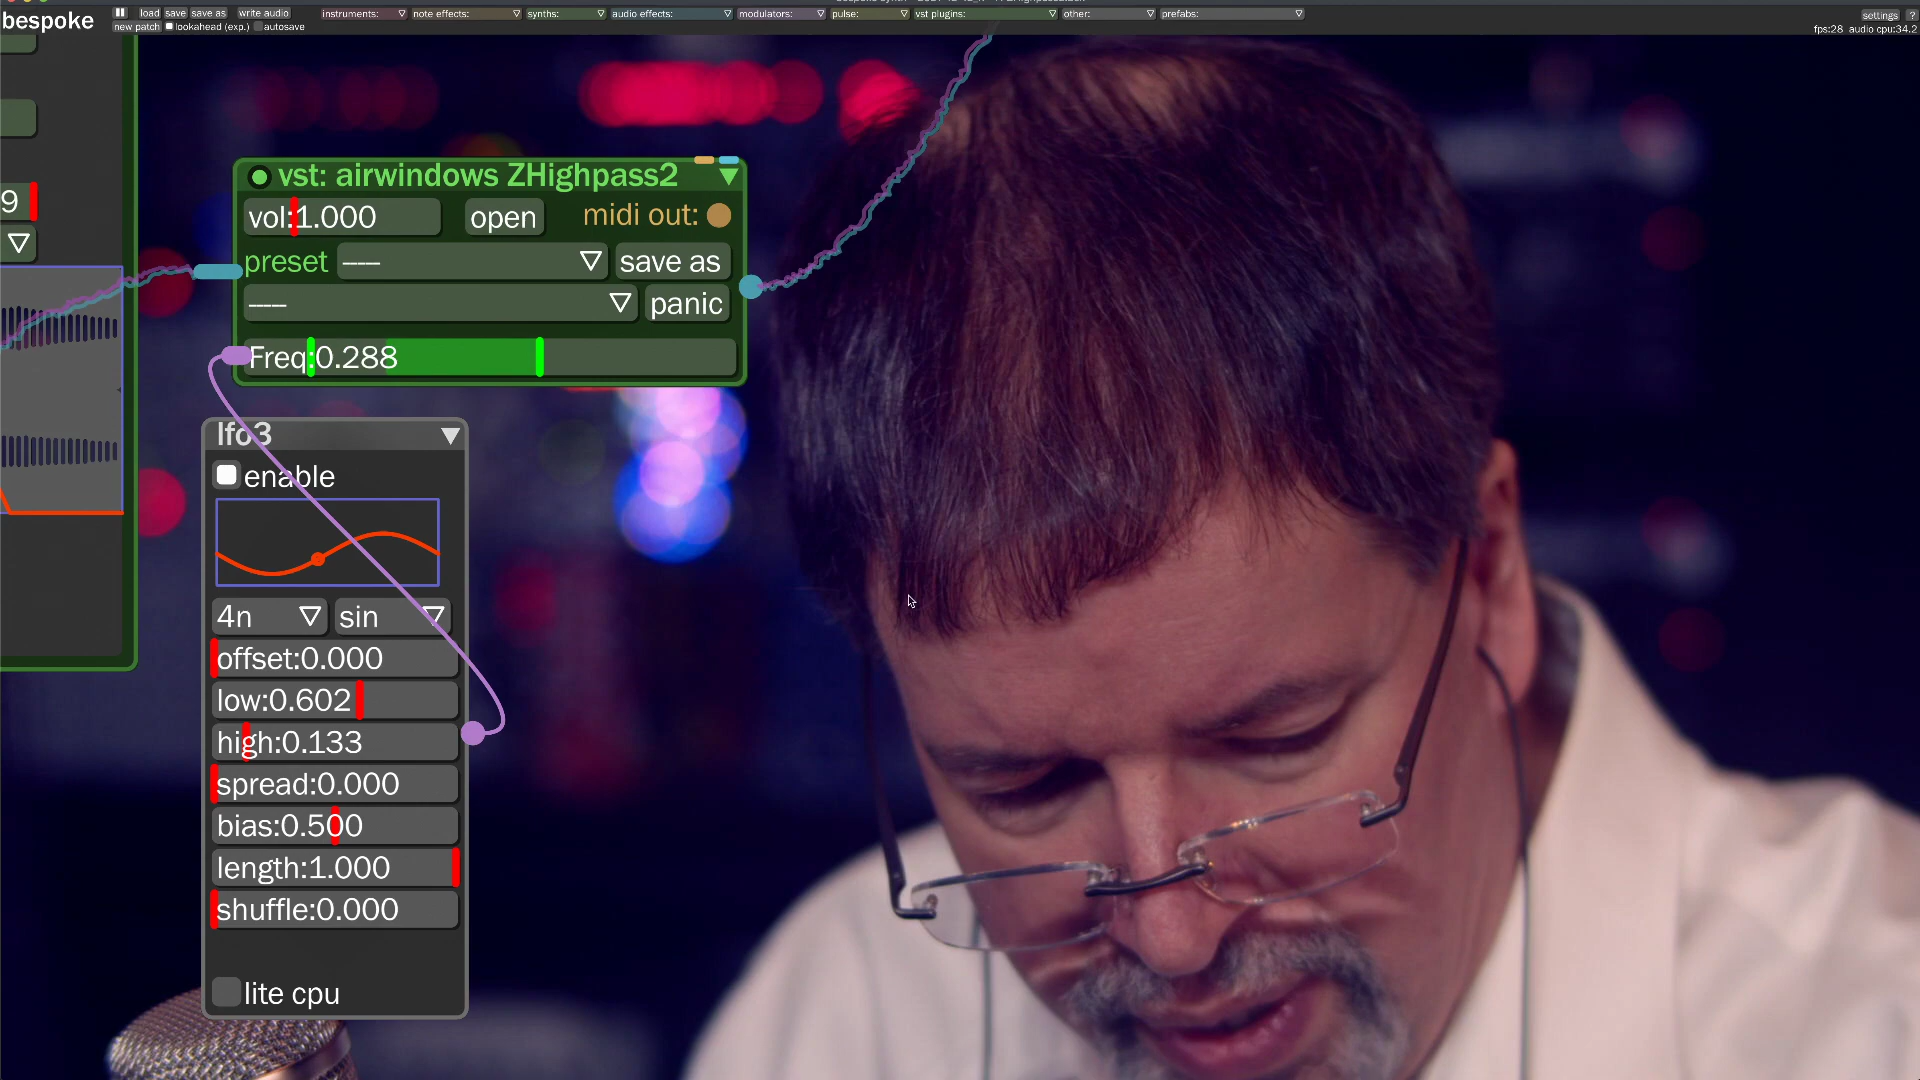 bespoke
load save save as write audio
new patch lookahead (exp.) autosave
instruments: note effects: synths: audio effects: modulators: pulse: vst plugins: other: prefabs:
settings ?
fps:28 audio cpu:34.2
9
vst: airwindows ZHighpass2
vol:1.000 open midi out:
preset ---- save as
----- panic
Freq:0.288
lfo3
enable
4n sin
offset:0.000
low:0.602
high:0.133
spread:0.000
bias:0.500
length:1.000
shuffle:0.000
lite cpu